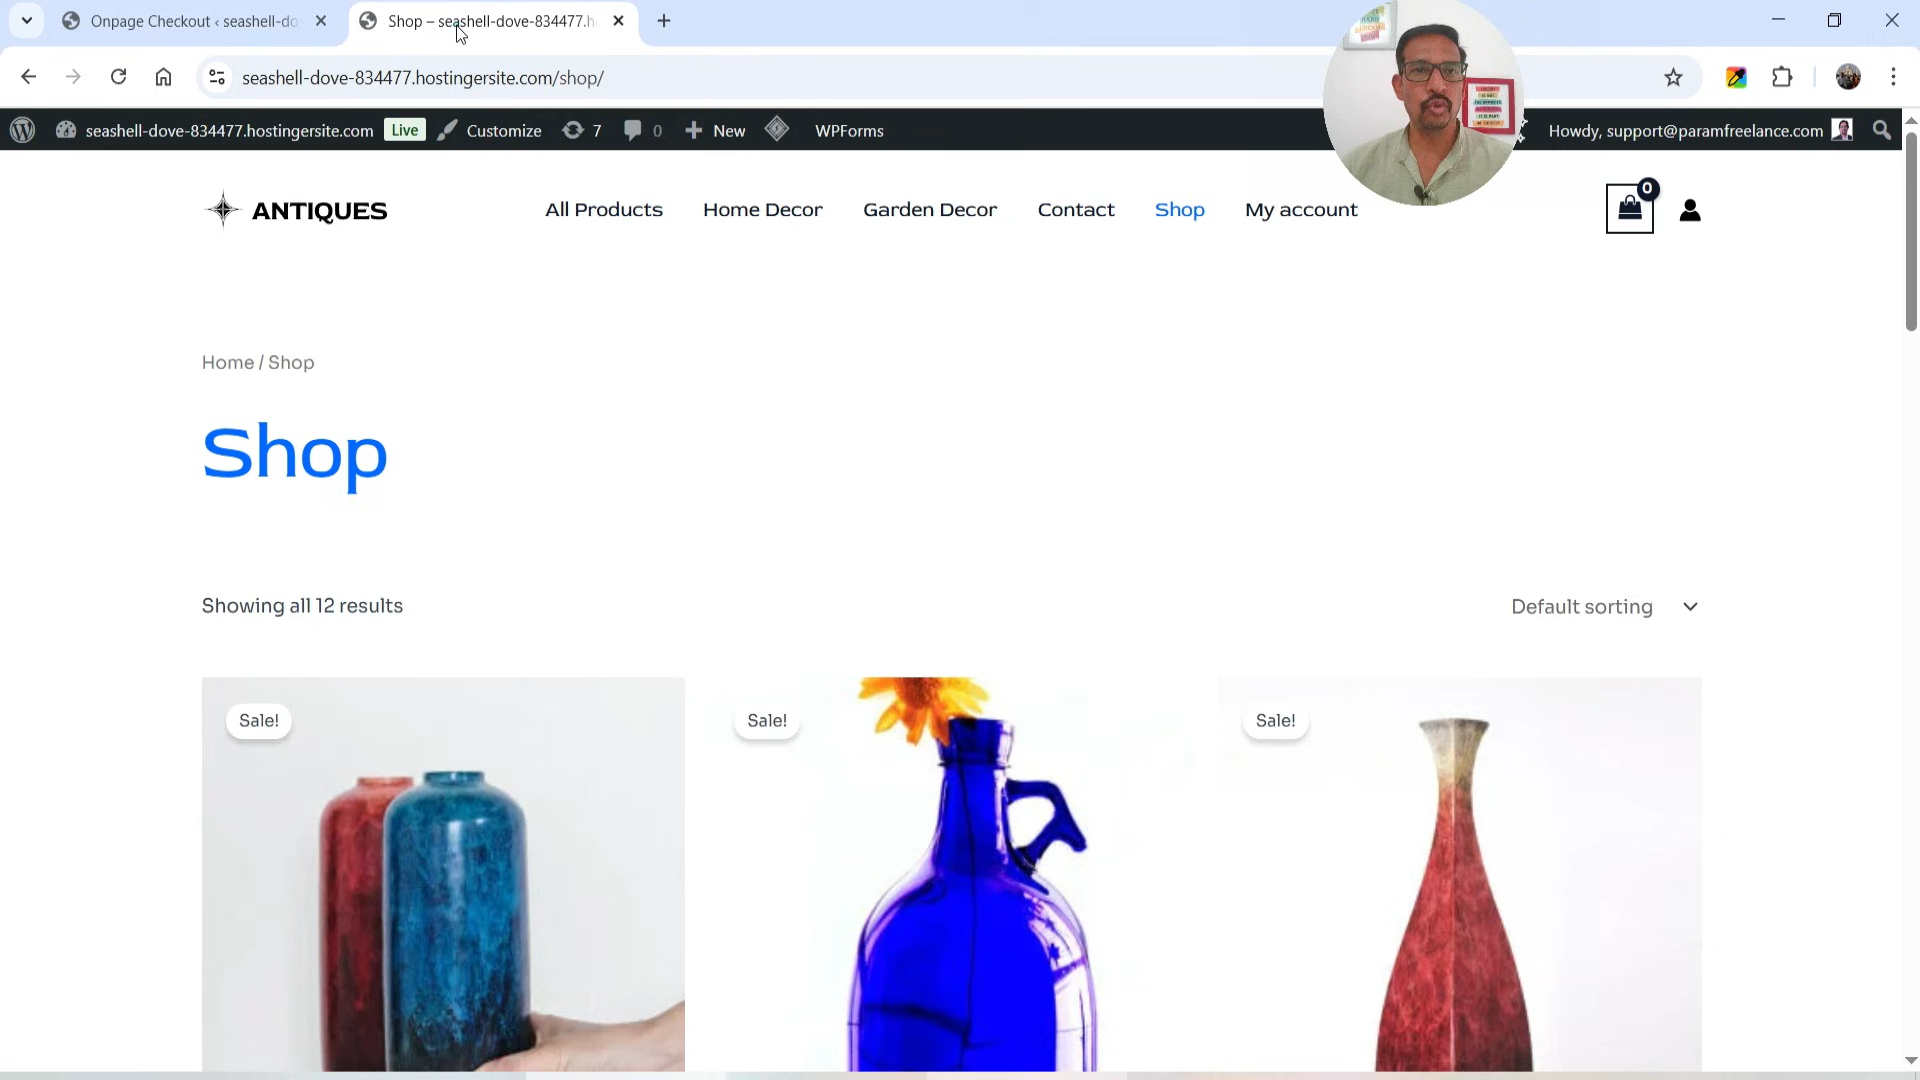 Onpage Checkout ‹ seashell-do
Shop – seashell-dove-834477.h
seashell-dove-834477.hostingersite.com/shop/
seashell-dove-834477.hostingersite.com Live Customize 7 0 New WPForms Howdy, support@paramfreelance.com
ANTIQUES All Products Home Decor Garden Decor Contact Shop My account 0
Home / Shop
Shop
Showing all 12 results Default sorting
Sale! Sale! Sale!